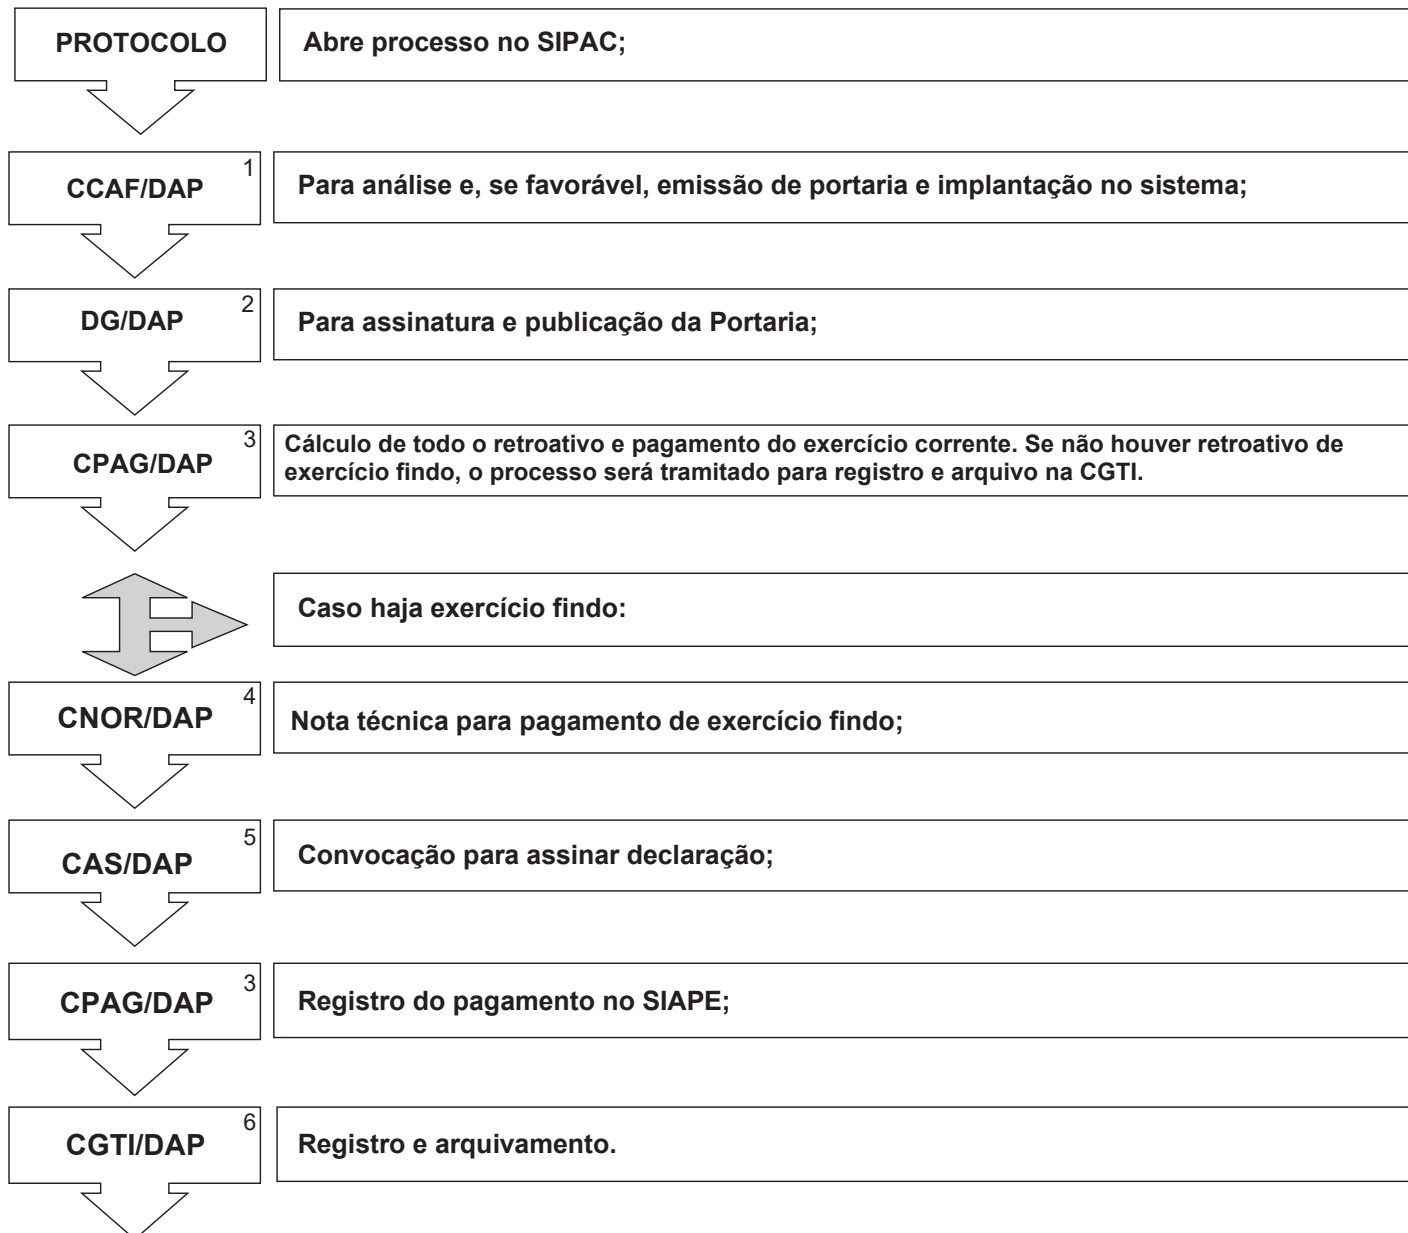 PROTOCOLO
Abre processo no SIPAC;
CCAF/DAP 1
Para análise e, se favorável, emissão de portaria e implantação no sistema;
DG/DAP 2
Para assinatura e publicação da Portaria;
CPAG/DAP 3
Cálculo de todo o retroativo e pagamento do exercício corrente. Se não houver retroativo de
exercício findo, o processo será tramitado para registro e arquivo na CGTI.
Caso haja exercício findo:
CNOR/DAP 4
Nota técnica para pagamento de exercício findo;
CAS/DAP 5
Convocação para assinar declaração;
CPAG/DAP 3
Registro do pagamento no SIAPE;
CGTI/DAP 6
Registro e arquivamento.